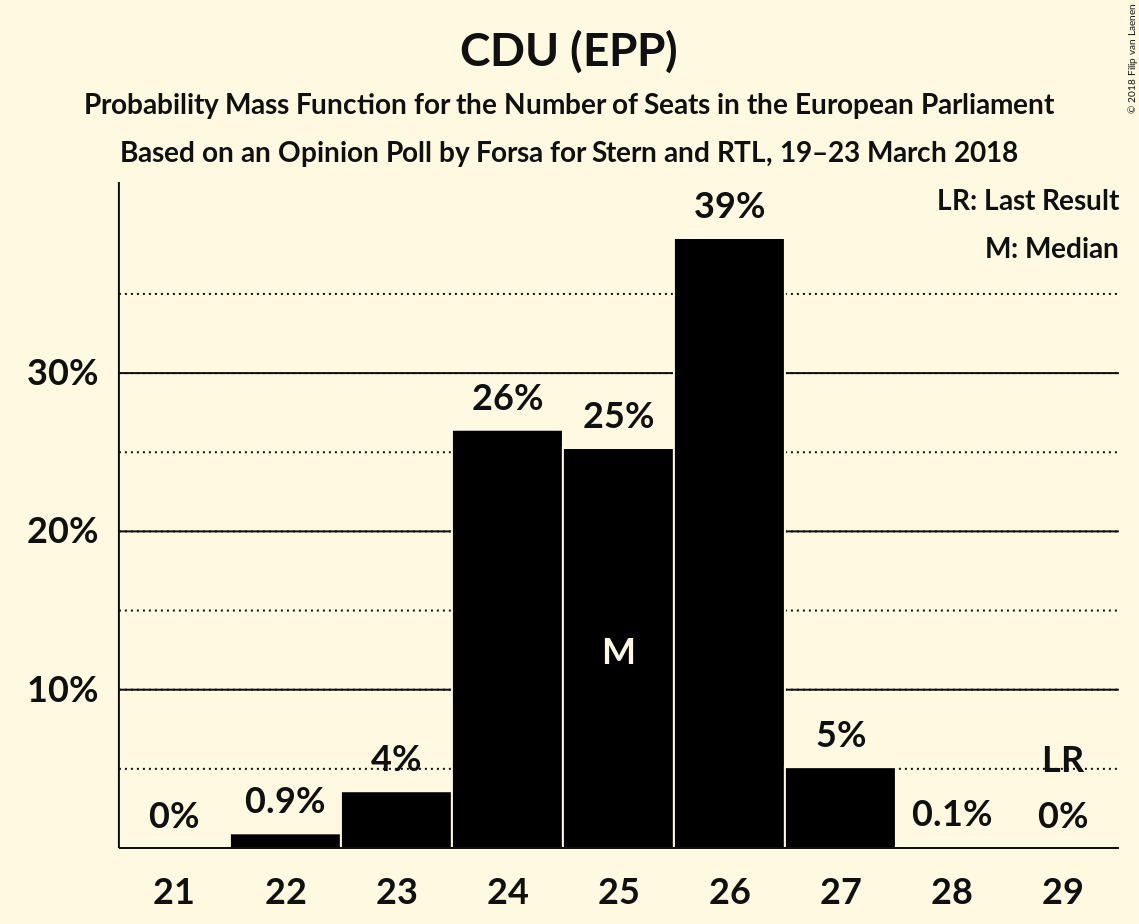 CDU (EPP)
Probability Mass Function for the Number of Seats in the European Parliament
Based on an Opinion Poll by Forsa for Stern and RTL, 19–23 March 2018
© 2018 Filip van Laenen
LR: Last Result
M: Median
39%
30%
26%
25%
20%
M
10%
5%
4%
LR
0%
0.9%
0.1%
0%
21 22 23 24 25 26 27 28 29